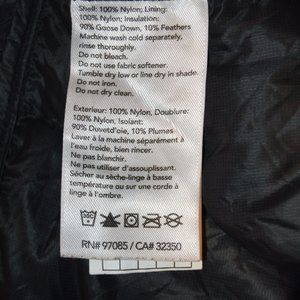 Shell: 100% Nylon; Lining:
100% Nylon; Insulation:
90% Goose Down, 10% Feathers
Machine wash cold separately,
rinse thoroughly.
Do not bleach.
Do not use fabric softener.
Tumble dry low or line dry in shade.
Do not iron.
Do not dry clean.
Exterieur: 100% Nylon, Doublure:
100% Nylon, Isolant:
90% Duvetd'oie, 10% Plumes
Laver à la machine séparément à
l'eau froide, bien rincer.
Ne pas blanchir.
Ne pas utiliser d'assouplissant.
Sécher au sèche-linge à basse
température ou sur une corde à
linge à l'ombre.
RN# 97085 / CA# 32350